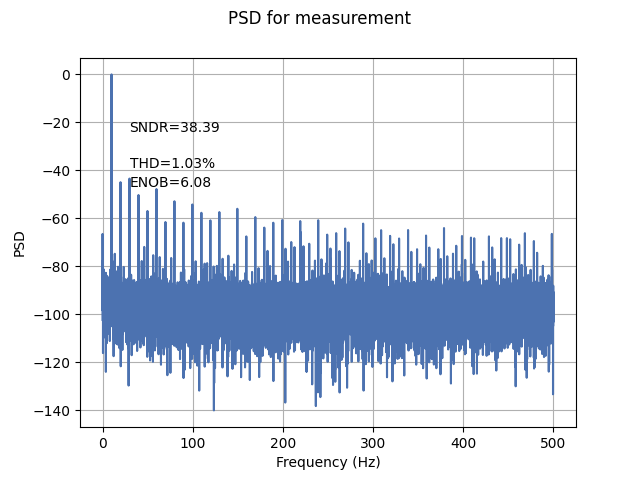 PSD for measurement
PSD
0
−20
−40
−60
−80
−100
−120
−140
SNDR=38.39
THD=1.03%
ENOB=6.08
0
100
200
300
400
500
Frequency (Hz)